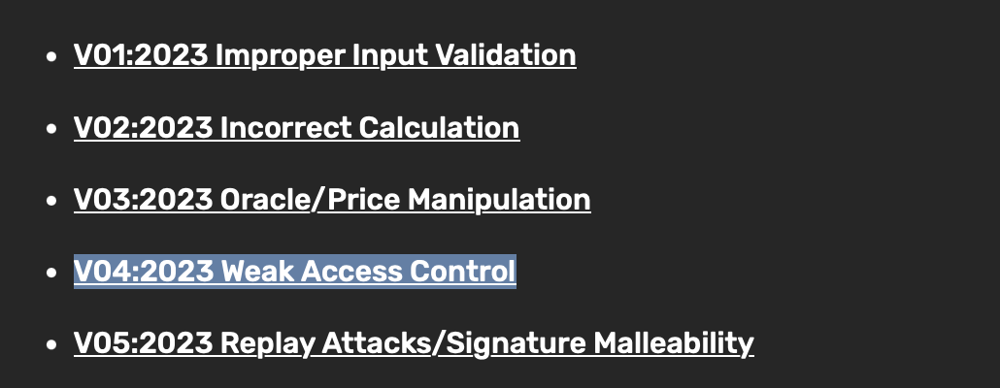 V01:2023 Improper Input Validation
V02:2023 Incorrect Calculation
V03:2023 Oracle/Price Manipulation
V04:2023 Weak Access Control
V05:2023 Replay Attacks/Signature Malleability